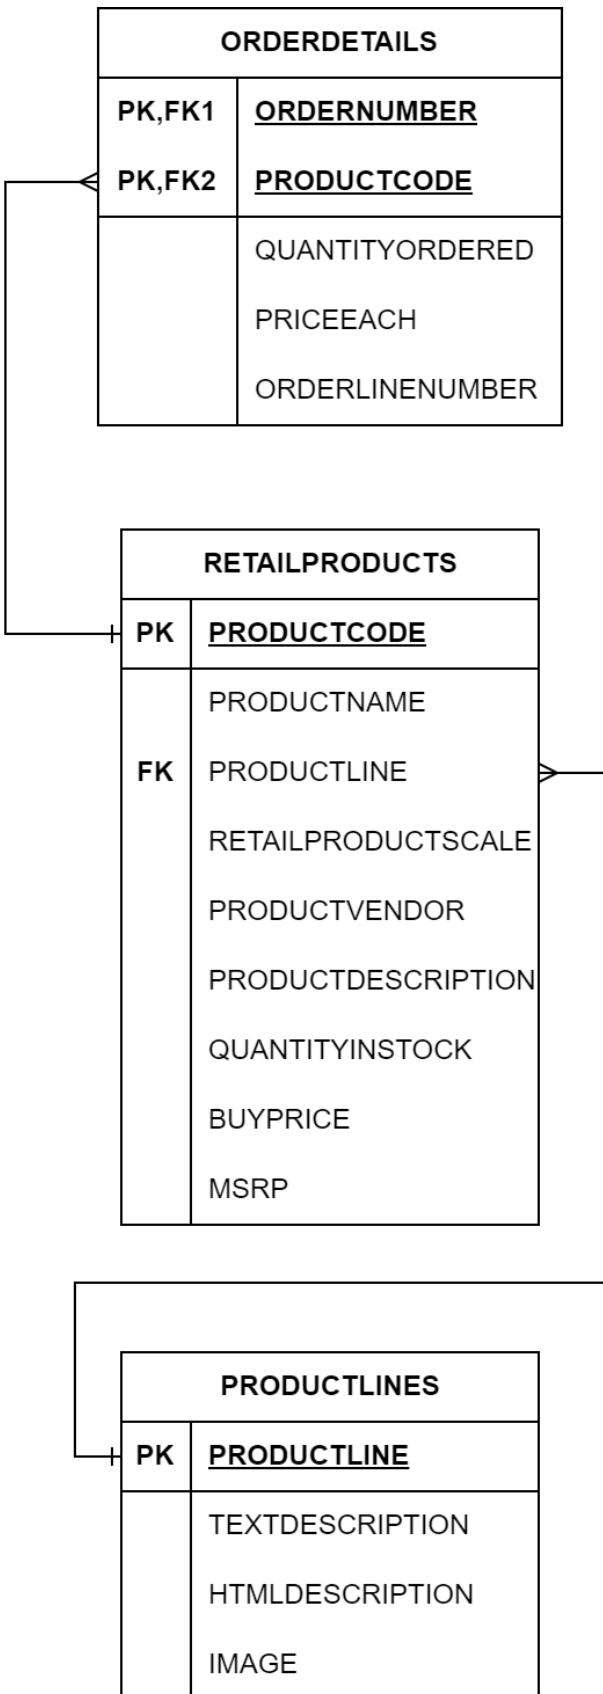 ORDERDETAILS
PK,FK1 ORDERNUMBER
PK,FK2 PRODUCTCODE
QUANTITYORDERED
PRICEEACH
ORDERLINENUMBER
RETAILPRODUCTS
PK PRODUCTCODE
PRODUCTNAME
FK PRODUCTLINE
RETAILPRODUCTSCALE
PRODUCTVENDOR
PRODUCTDESCRIPTION
QUANTITYINSTOCK
BUYPRICE
MSRP
PRODUCTLINES
PK PRODUCTLINE
TEXTDESCRIPTION
HTMLDESCRIPTION
IMAGE